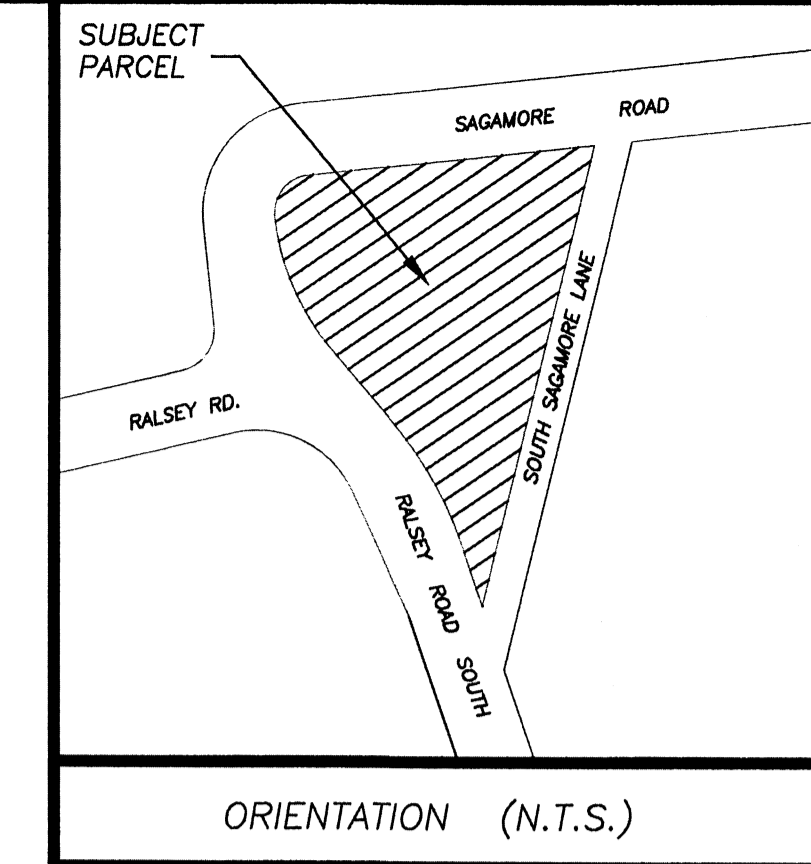 SUBJECT
PARCEL
SAGAMORE ROAD
SOUTH SAGAMORE LANE
RALSEY RD.
RALSEY ROAD SOUTH
ORIENTATION (N.T.S.)